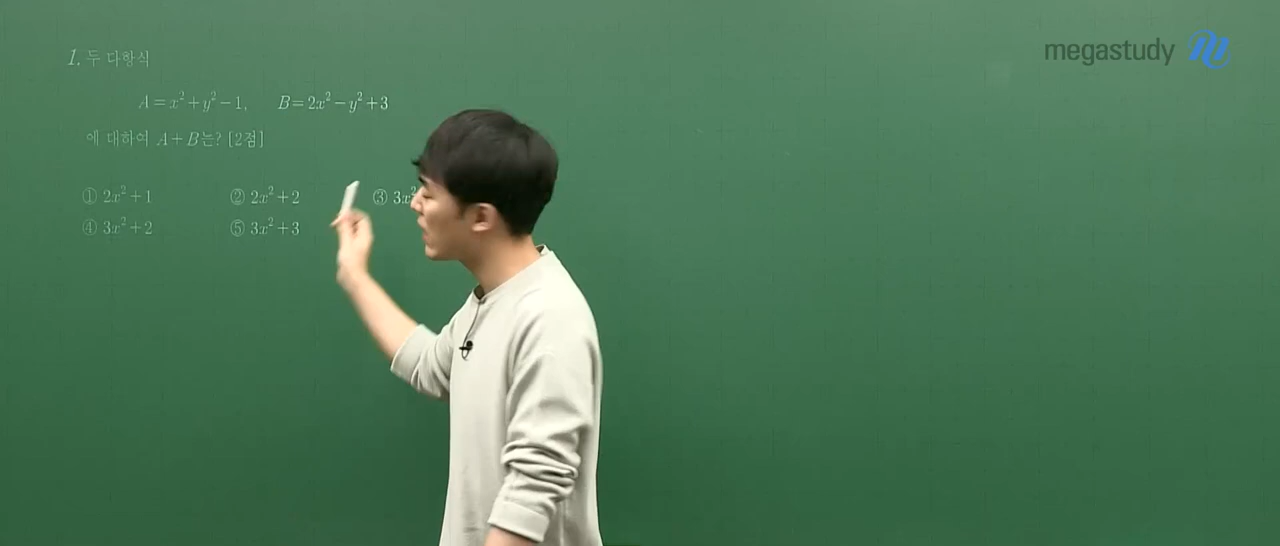 megastudy
1. 두 다항식
A=x²+y²-1, B=2x²-y²+3
에 대하여 A+B는? [2점]
① 2x²+1 ② 2x²+2 ③ 3x²
④ 3x²+2 ⑤ 3x²+3